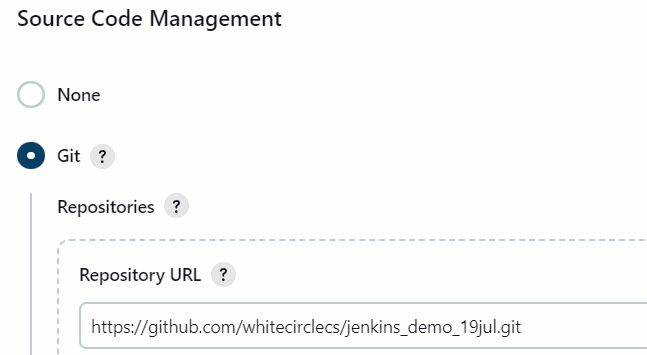 Source Code Management
None
Git ?
Repositories ?
Repository URL ?
https://github.com/whitecirclecs/jenkins_demo_19jul.git